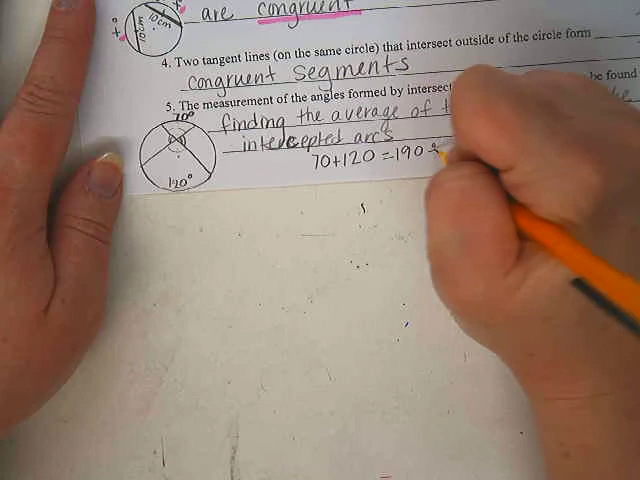 10cm
10cm
are congruent
4. Two tangent lines (on the same circle) that intersect outside of the circle form
congruent segments
5. The measurement of the angles formed by intersect be found
70° finding the average of
intercepted arcs
70+120=190÷
120°